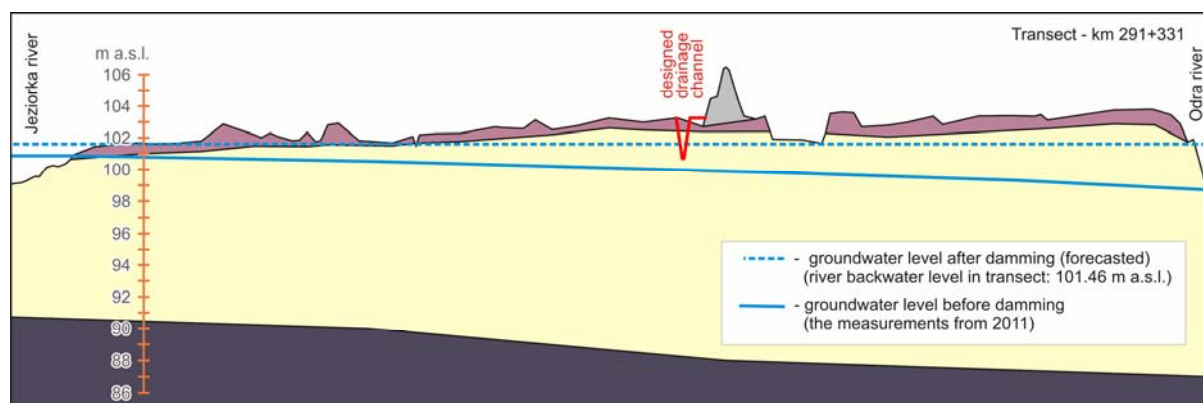 Transect - km 291+331
Jeziorka river
m a.s.l.
designed
drainage
channel
Odra river
106
104
102
100
98
96
94
92
90
88
86
- groundwater level after damming (forecasted)
(river backwater level in transect: 101.46 m a.s.l.)
- groundwater level before damming
(the measurements from 2011)